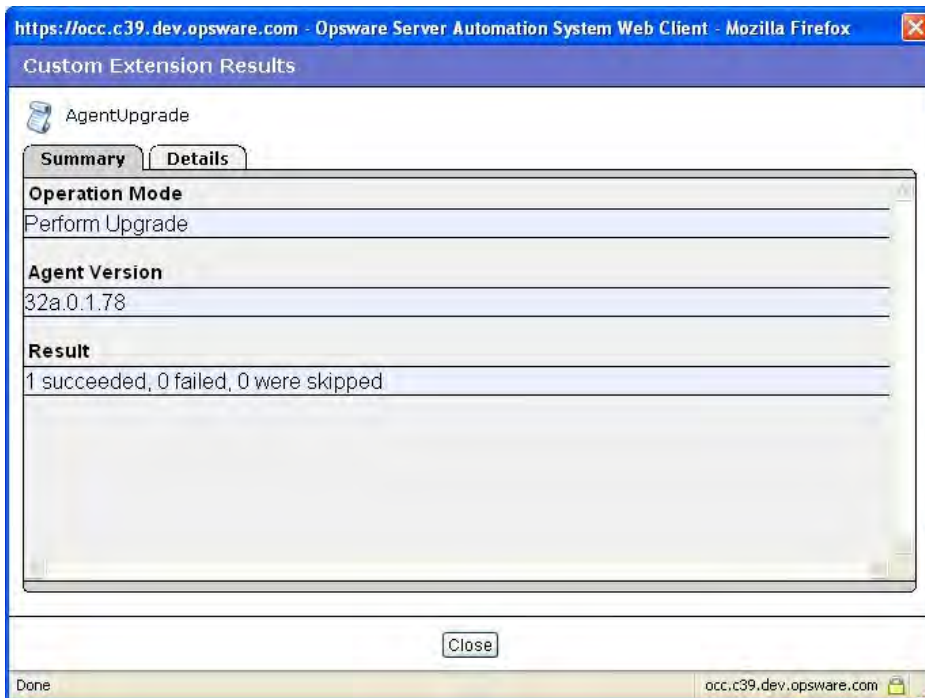 https://occ.c39.dev.opsware.com - Opsware Server Automation System Web Client - Mozilla Firefox
Custom Extension Results
AgentUpgrade
Summary Details
Operation Mode
Perform Upgrade
Agent Version
32a.0.1.78
Result
1 succeeded, 0 failed, 0 were skipped
Close
Done occ.c39.dev.opsware.com